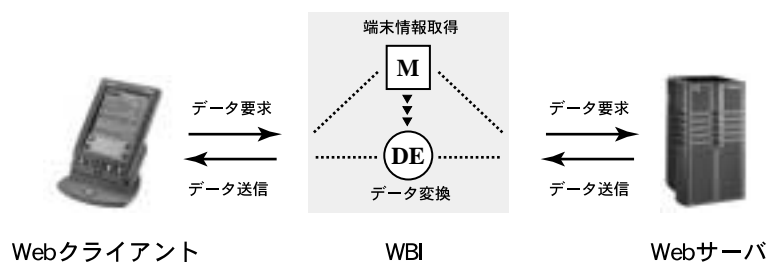 端末情報取得
M
データ要求
データ要求
DE
データ送信
データ変換
データ送信
Webクライアント
WBI
Webサーバ